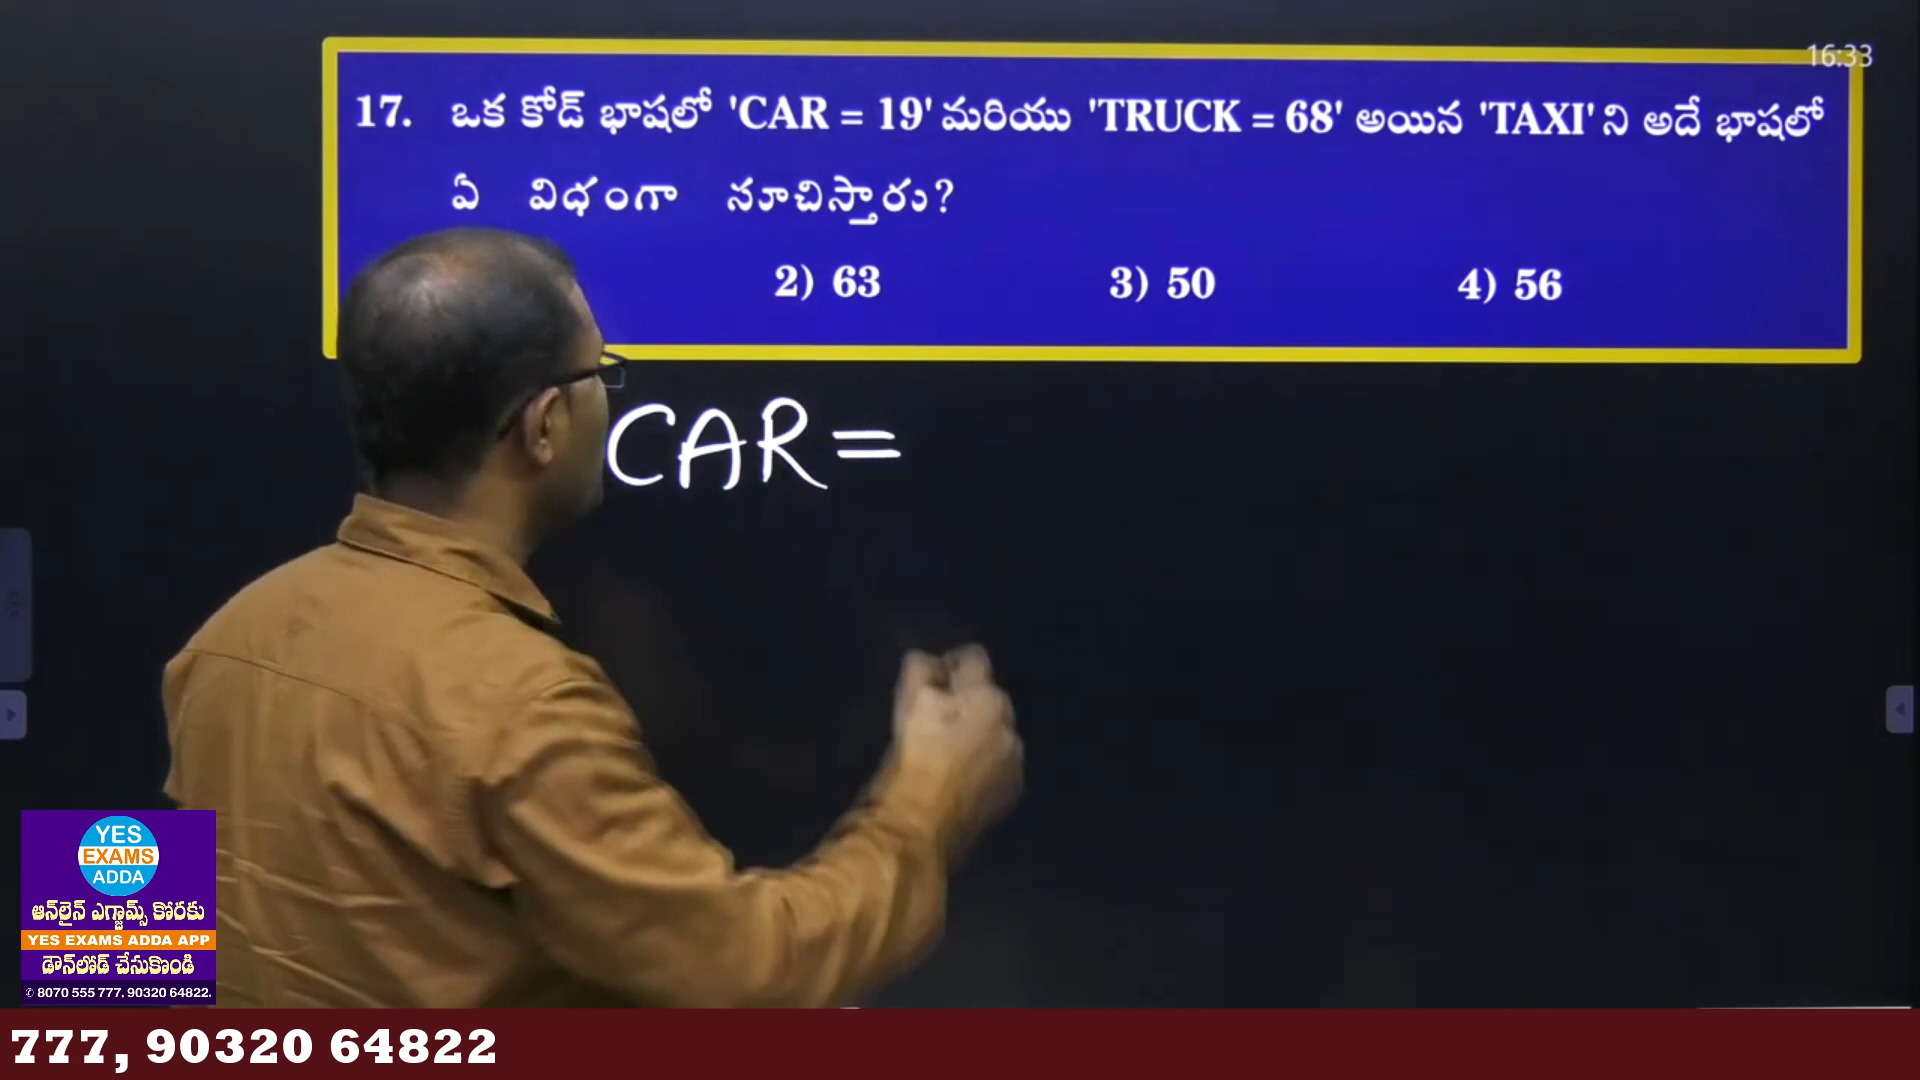 16:33
17. ఒక కోడ్ భాషలో 'CAR = 19' మరియు 'TRUCK = 68' అయిన 'TAXI' ని అదే భాషలో
ఏ విధంగా సూచిస్తారు?
2) 63 3) 50 4) 56
CAR =
YES
EXAMS
ADDA
ఆన్‌లైన్ ఎగ్జామ్స్ కొరకు
YES EXAMS ADDA APP
డౌన్‌లోడ్ చేసుకొండి
✆ 8070 555 777, 90320 64822.
777, 90320 64822